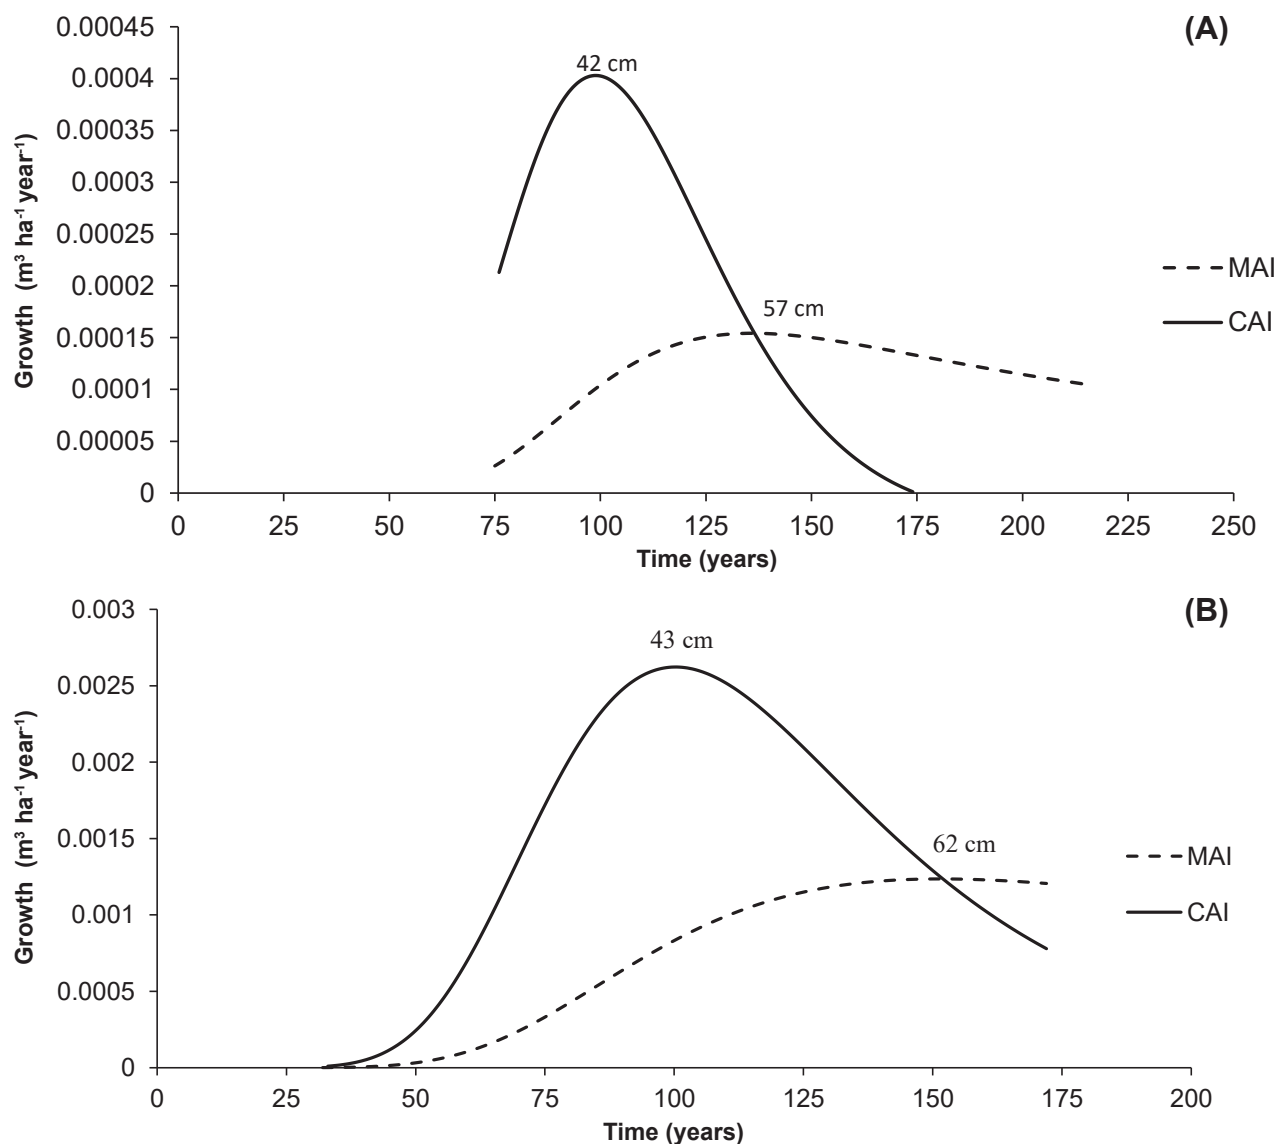 (A)
0.00045
0.0004
0.00035
0.0003
0.00025
0.0002
0.00015
0.0001
0.00005
0
Growth (m³ ha⁻¹ year⁻¹)
42 cm
57 cm
MAI
CAI
0 25 50 75 100 125 150 175 200 225 250
Time (years)
(B)
0.003
0.0025
0.002
0.0015
0.001
0.0005
0
Growth (m³ ha⁻¹ year⁻¹)
43 cm
62 cm
MAI
CAI
0 25 50 75 100 125 150 175 200
Time (years)